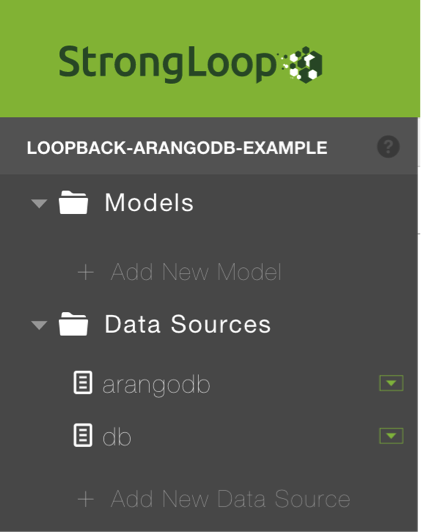 StrongLoop
LOOPBACK-ARANGODB-EXAMPLE ?
Models
+ Add New Model
Data Sources
arangodb
db
+ Add New Data Source